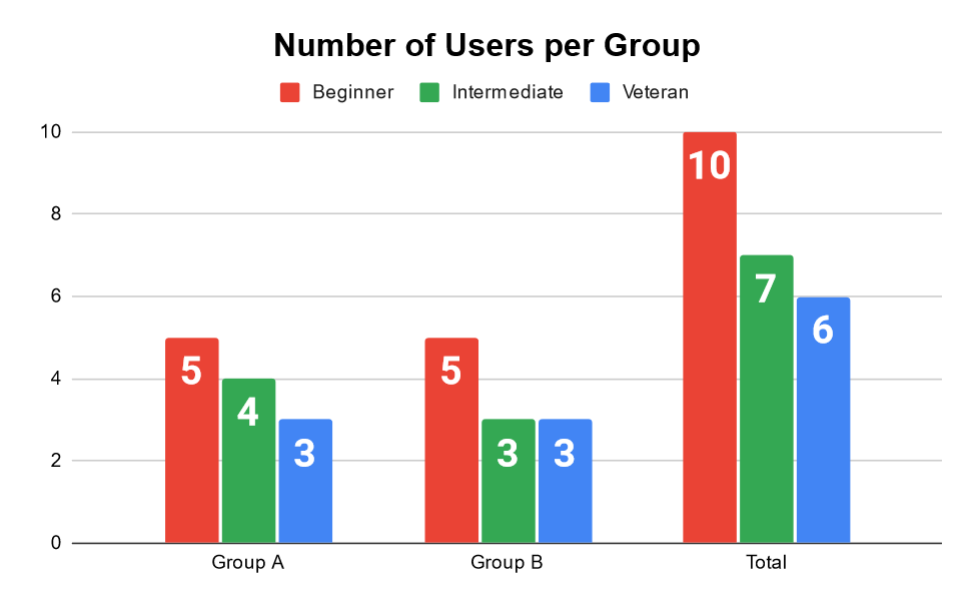 Number of Users per Group
Beginner Intermediate Veteran
10
8
6
4
2
0
5 4 3
5 3 3
10 7 6
Group A Group B Total